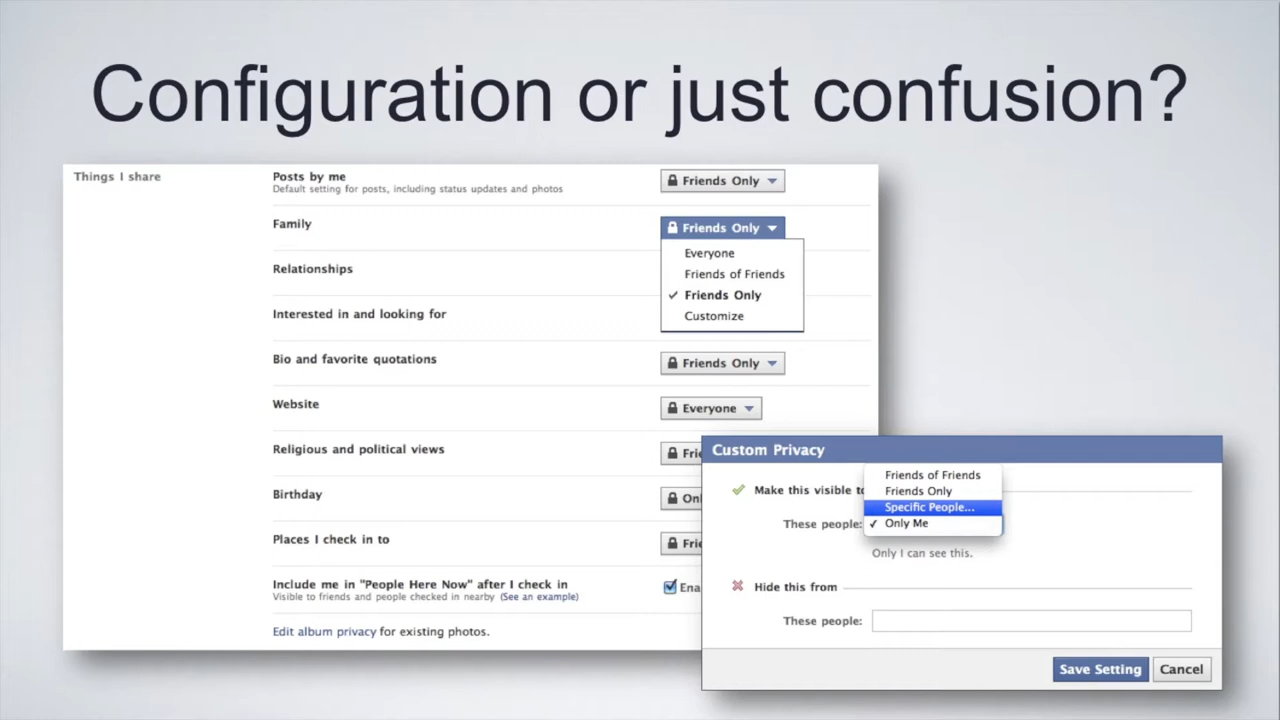 Configuration or just confusion?
Things I share
Posts by me
Default setting for posts, including status updates and photos
Friends Only
Family
Friends Only
Everyone
Friends of Friends
Friends Only
Customize
Relationships
Interested in and looking for
Bio and favorite quotations
Friends Only
Website
Everyone
Religious and political views
Frie
Birthday
Onl
Places I check in to
Frie
Include me in "People Here Now" after I check in
Visible to friends and people checked in nearby (See an example)
Ena
Edit album privacy for existing photos.
Custom Privacy
Make this visible to
These people:
Friends of Friends
Friends Only
Specific People...
Only Me
Only I can see this.
Hide this from
These people:
Save Setting
Cancel